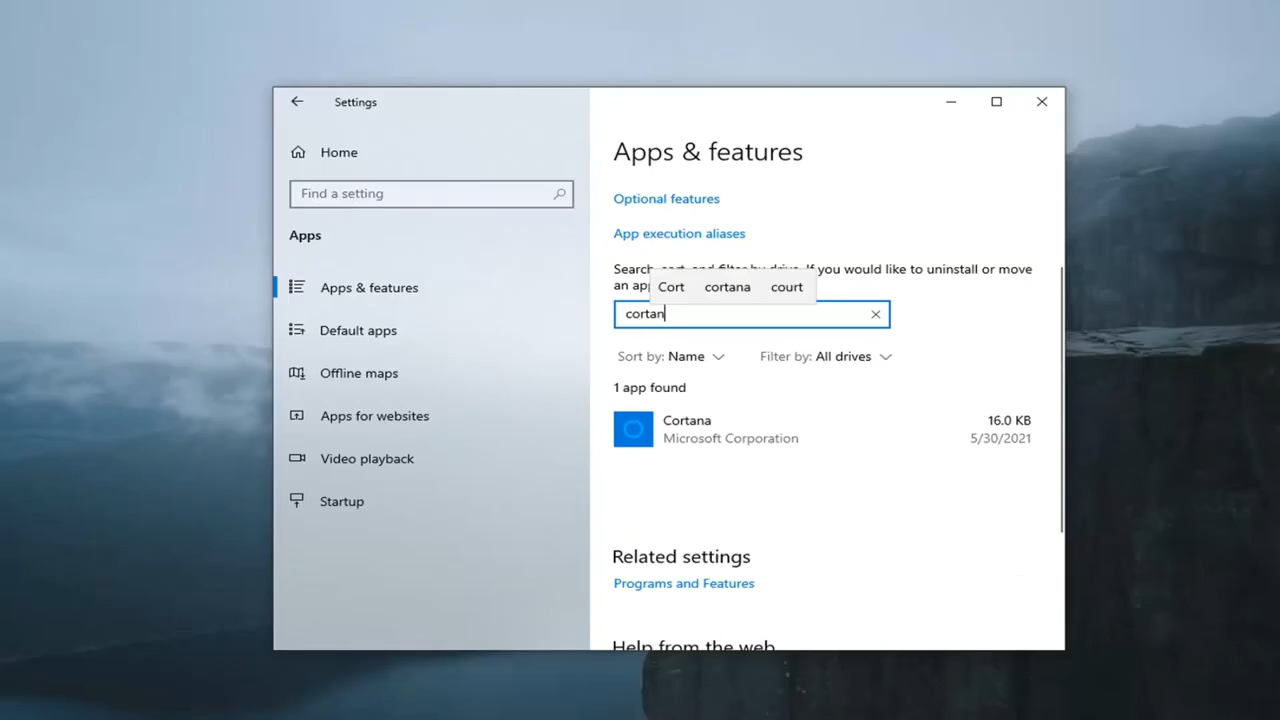 Settings
Home
Find a setting
Apps
Apps & features
Default apps
Offline maps
Apps for websites
Video playback
Startup
Apps & features
Optional features
App execution aliases
Search, sort, and filter by drive. If you would like to uninstall or move
an app
Cort cortana court
cortan
Sort by: Name Filter by: All drives
1 app found
Cortana 16.0 KB
Microsoft Corporation 5/30/2021
Related settings
Programs and Features
Help from the web